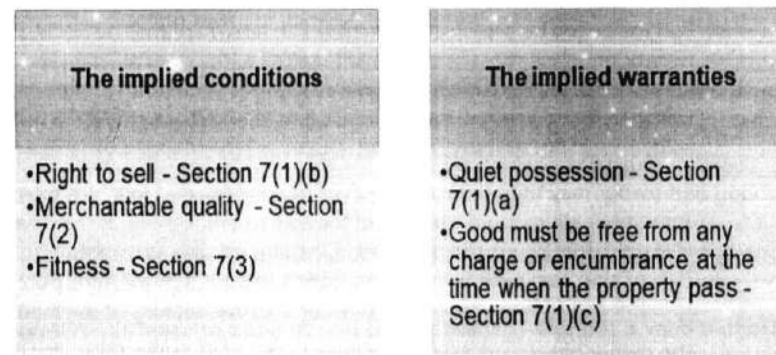 The implied conditions
•Right to sell - Section 7(1)(b)
•Merchantable quality - Section
7(2)
•Fitness - Section 7(3)
The implied warranties
•Quiet possession - Section
7(1)(a)
•Good must be free from any
charge or encumbrance at the
time when the property pass -
Section 7(1)(c)